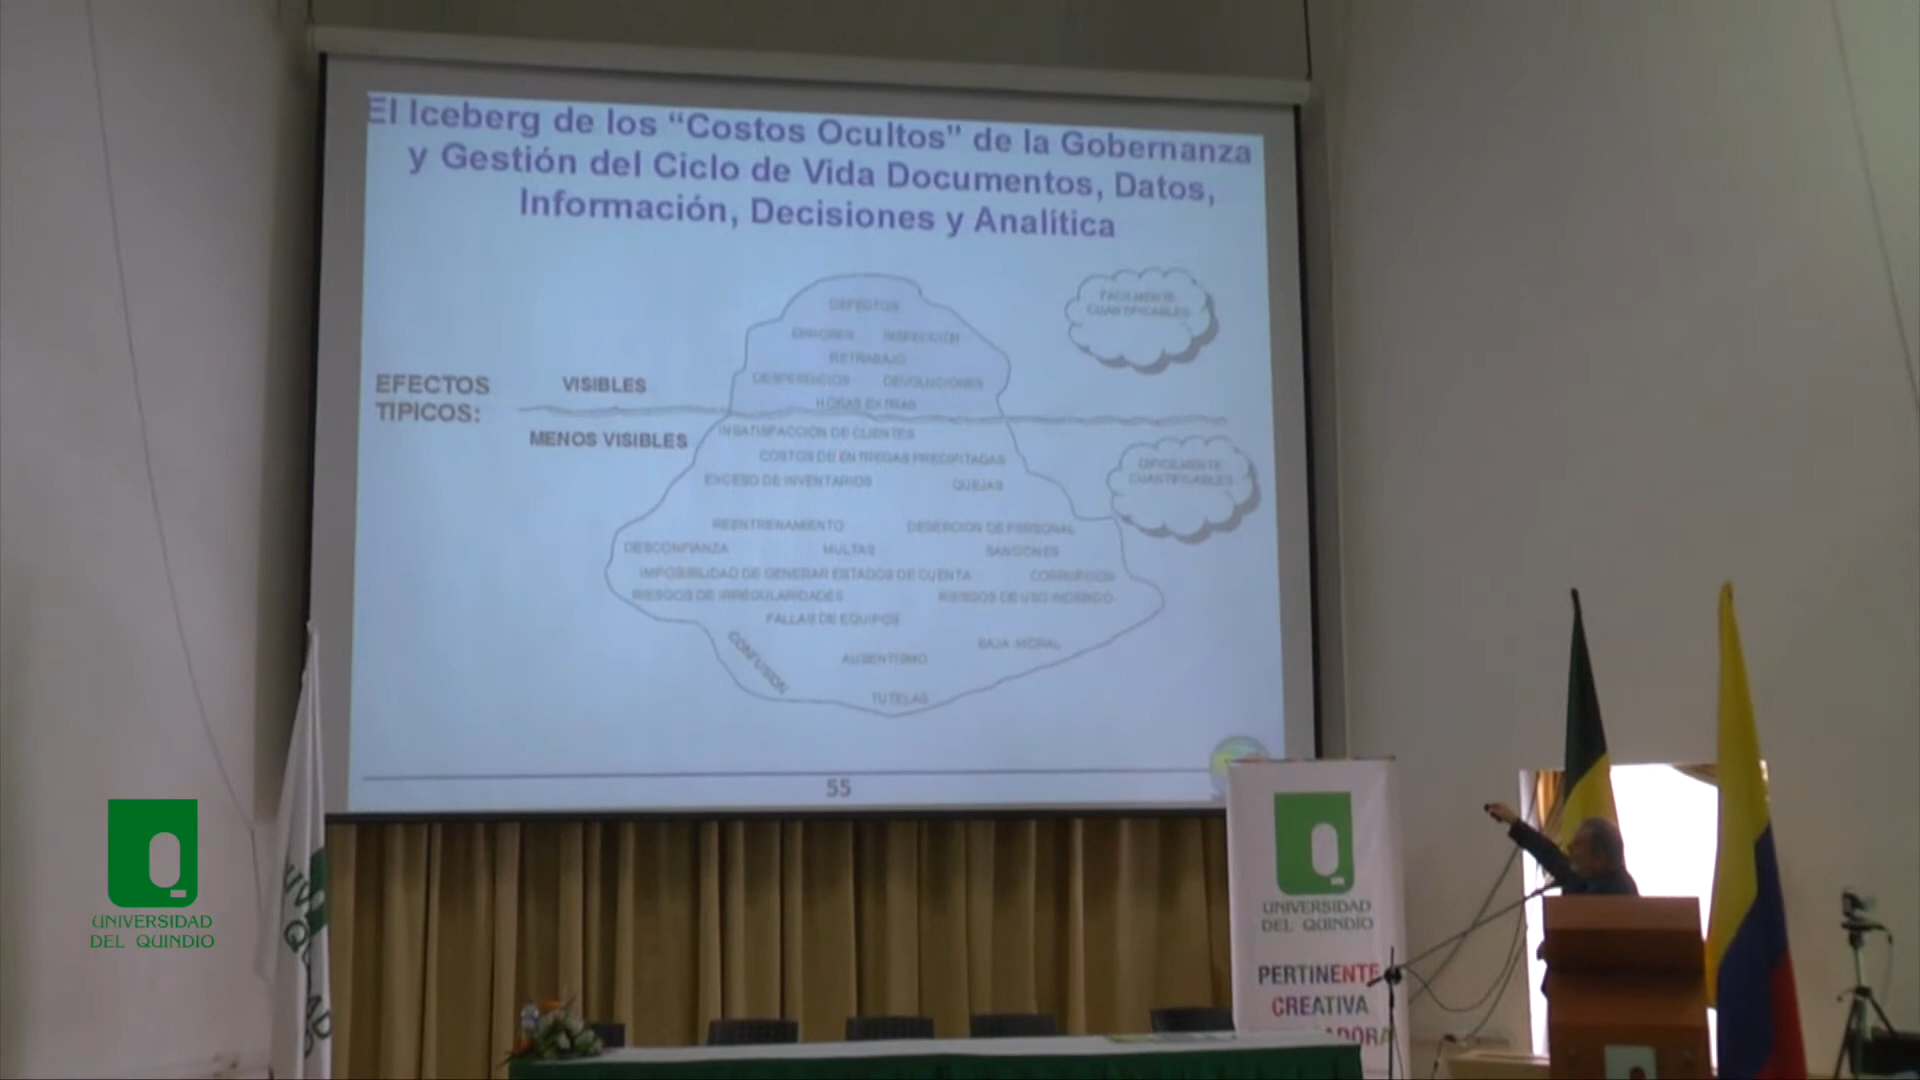 El Iceberg de los “Costos Ocultos” de la Gobernanza
y Gestión del Ciclo de Vida Documentos, Datos,
Información, Decisiones y Analítica
DEFECTOS
ERRORES INSPECCION
RETRABAJO
DESPERDICIOS DEVOLUCIONES
HORAS EXTRAS
FACILMENTE
CUANTIFICABLES
EFECTOS
TIPICOS:
VISIBLES
MENOS VISIBLES
INSATISFACCION DE CLIENTES
COSTOS DE ENTREGAS PRECIPITADAS
EXCESO DE INVENTARIOS QUEJAS
DIFICILMENTE
CUANTIFICABLES
REENTRENAMIENTO DESERCION DE PERSONAL
DESCONFIANZA MULTAS SANCIONES
IMPOSIBILIDAD DE GENERAR ESTADOS DE CUENTA CORRUPCION
RIESGOS DE IRREGULARIDADES RIESGOS DE USO INDEBIDO
FALLAS DE EQUIPOS
CONFUSION
AUSENTISMO BAJA MORAL
TUTELAS
55
UNIVERSIDAD
DEL QUINDIO
UNIVERSIDAD
DEL QUINDIO
PERTINENTE
CREATIVA